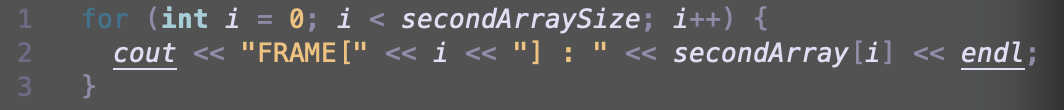 1 for (int i = 0; i < secondArraySize; i++) {
2 cout << "FRAME[" << i << "] : " << secondArray[i] << endl;
3 }